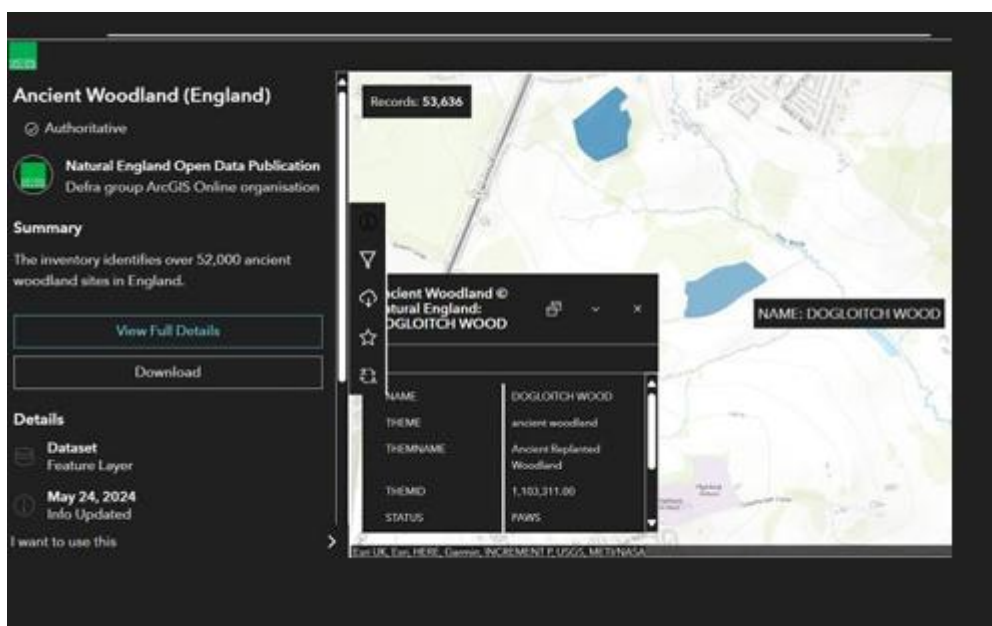 Ancient Woodland (England)
Authoritative
Natural England Open Data Publication
Defra group ArcGIS Online organisation
Summary
The inventory identifies over 52,000 ancient
woodland sites in England.
View Full Details
Download
Details
Dataset
Feature Layer
May 24, 2024
Info Updated
I want to use this
Records: 53,636
ncient Woodland ©
atural England:
OGLOITCH WOOD
NAME DOGLOITCH WOOD
THEME ancient woodland
THEMNAME Ancient Replanted
Woodland
THEMID 1,103,311.00
STATUS PAWS
NAME: DOGLOITCH WOOD
Esri UK, Esri, HERE, Garmin, INCREMENT P, USGS, METI/NASA